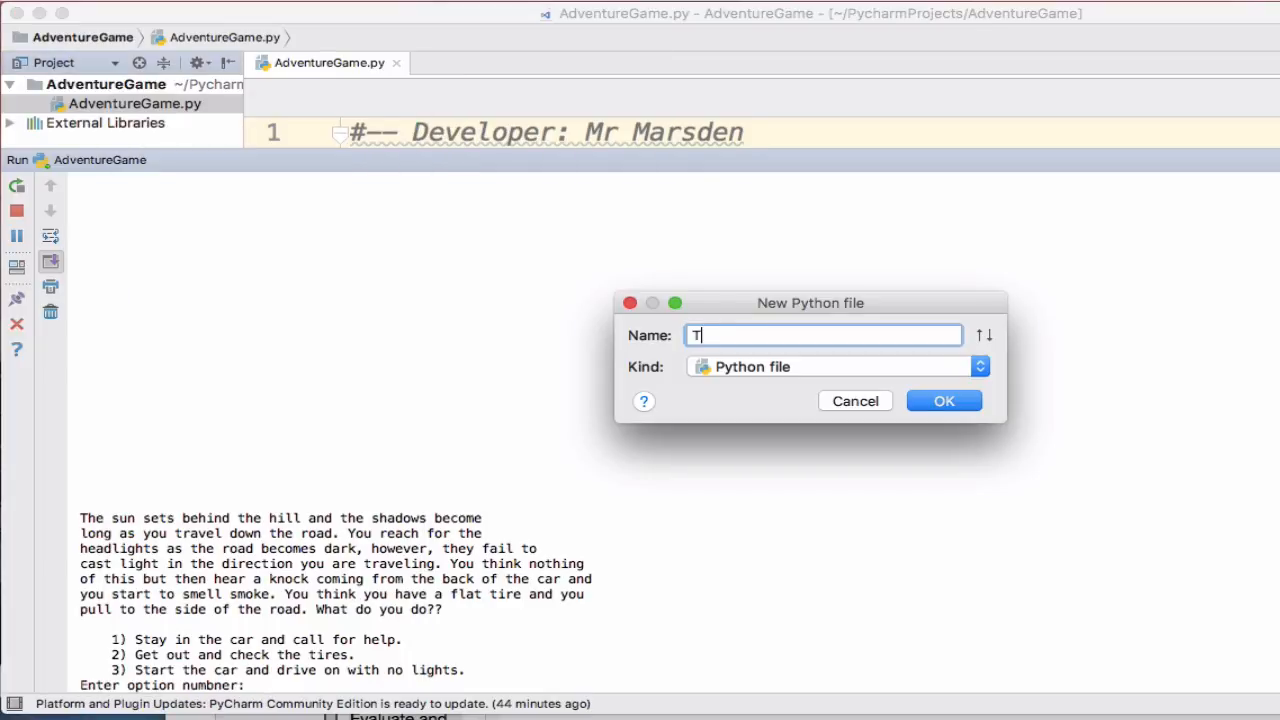 AdventureGame.py – AdventureGame – [~/PycharmProjects/AdventureGame]
AdventureGame AdventureGame.py
Project AdventureGame.py
AdventureGame ~/Pycharm
AdventureGame.py
External Libraries
1 #–– Developer: Mr Marsden
Run AdventureGame
New Python file
Name: T
Kind: Python file
? Cancel OK
The sun sets behind the hill and the shadows become
long as you travel down the road. You reach for the
headlights as the road becomes dark, however, they fail to
cast light in the direction you are traveling. You think nothing
of this but then hear a knock coming from the back of the car and
you start to smell smoke. You think you have a flat tire and you
pull to the side of the road. What do you do??
1) Stay in the car and call for help.
2) Get out and check the tires.
3) Start the car and drive on with no lights.
Enter option numbner:
Platform and Plugin Updates: PyCharm Community Edition is ready to update. (44 minutes ago)
Evaluate and